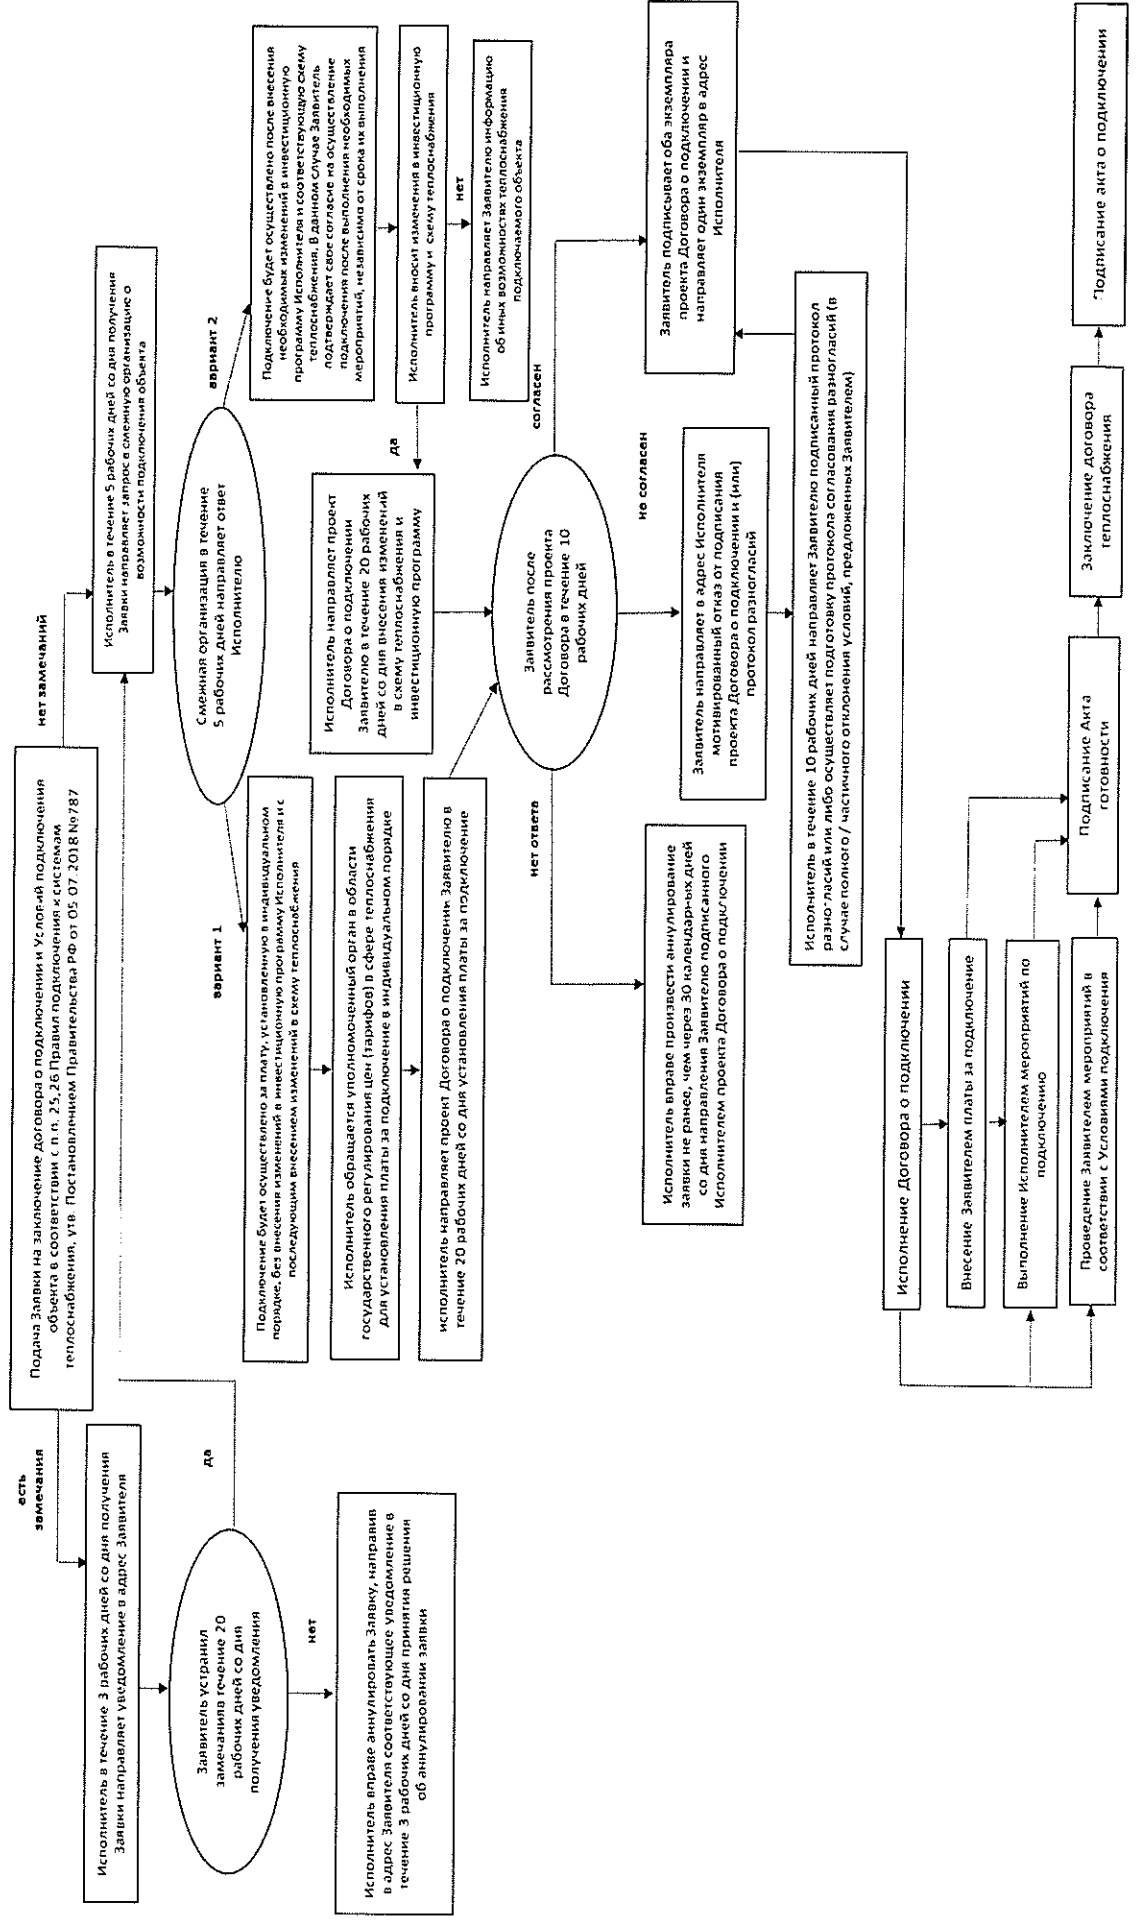 Подача Заявки на заключение договора о подключении и Условий подключения
объекта в соответствии с п.п. 25,26 Правил подключения к системам
теплоснабжения, утв. Постановлением Правительства РФ от 05.07.2018 №787
есть
замечания
нет замечаний
Исполнитель в течение 3 рабочих дней со дня получения
Заявки направляет уведомление в адрес Заявителя
Исполнитель в течение 5 рабочих дней со дна получения
Заявки направляет запрос в смежную организацию о
возможности подключения объекта
Заявитель устранил
замечанияв течение 20
рабочих дней со дня
получения уведомления
да
нет
Исполнитель вправе аннулировать Заявку, направив
в адрес Заявителя соответствующее уведомление в
течение 3 рабочих дней со дна принятия решения
об аннулировании заявки
Смежная организация в течение
5 рабочих дней направляет ответ
Исполнителю
вариант 1
вариант 2
Подключение будет осуществлено за плату, установленную в индивидуальном
порядке, без внесения изменений в инвестиционную программу Исполнителя и с
последующим внесением изменений в схему теплоснабжения
Исполнитель обращается уполномоченный орган в области
государственного регулирования цен (тарифов) в сфере теплоснабжения
для установления платы за подключение в индивидуальном порядке
исполнитель направляет проект Договора о подключении Заявителю в
течение 20 рабочих дней со дня установления платы за подключение
Подключение будет осуществлено после внесения
необходимых изменений в инвестиционную
программу Исполнителя и соответствующую схему
теплоснабжения. В данном случае Заявитель
подтверждает свое согласие на осуществление
подключения после выполнения необходимых
мероприятий, независимо от срока их выполнения
Исполнитель вносит изменения в инвестиционную
программу и схему теплоснабжения
да
нет
Исполнитель направляет Заявителю информацию
об иных возможностях теплоснабжения
подключаемого объекта
Исполнитель направляет проект
Договора о подключении
Заявителю в течение 20 рабочих
дней со дня внесения изменений
в схему теплоснабжения и
инвестиционную программу
Заявитель после
рассмотрения проекта
Договора в течение 10
рабочих дней
нет ответа
не согласен
согласен
Исполнитель вправе произвести аннулирование
заявки не ранее, чем через 30 календарных дней
со дня направления Заявителю подписанного
Исполнителем проекта Договора о подключении
Заявитель направляет в адрес Исполнителя
мотивированный отказ от подписания
проекта Договора о подключении и (или)
протокол разногласий
Заявитель подписывает оба экземпляра
проекта Договора о подключении и
направляет один экземпляр в адрес
Исполнителя
Исполнитель в течение 10 рабочих дней направляет Заявителю подписанный протокол
разногласий или либо осуществляет подготовку протокола согласования разногласий (в
случае полного / частичного отклонения условий, предложенных Заявителем)
Исполнение Договора о подключении
Внесение Заявителем платы за подключение
Выполнение Исполнителем мероприятий по
подключению
Проведение Заявителем мероприятий в
соответствии с Условиями подключения
Подписание Акта
готовности
Заключение договора
теплоснабжения
Подписание акта о подключении